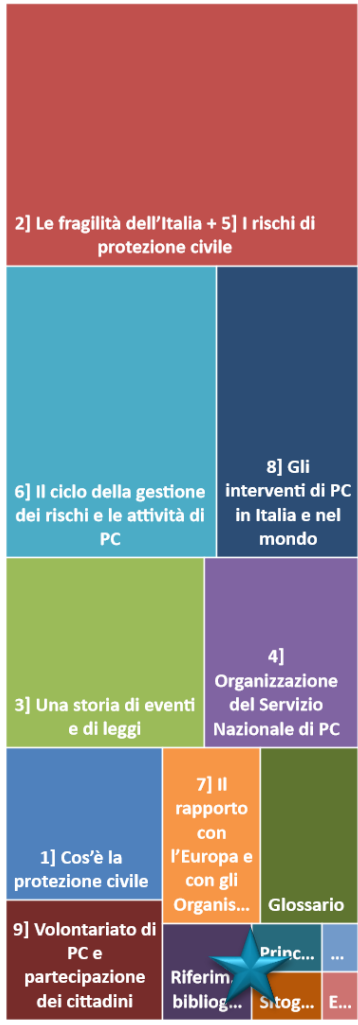 2] Le fragilità dell'Italia + 5] I rischi di
protezione civile
6] Il ciclo della gestione
dei rischi e le attività di
PC
8] Gli
interventi di PC
in Italia e nel
mondo
3] Una storia di eventi
e di leggi
4]
Organizzazione
del Servizio
Nazionale di PC
1] Cos'è la
protezione civile
7] Il
rapporto
con
l'Europa e
con gli
Organis...
Glossario
9] Volontariato di
PC e
partecipazione
dei cittadini
Riferim
bibliog...
Princ...
...
Sitog...
E...